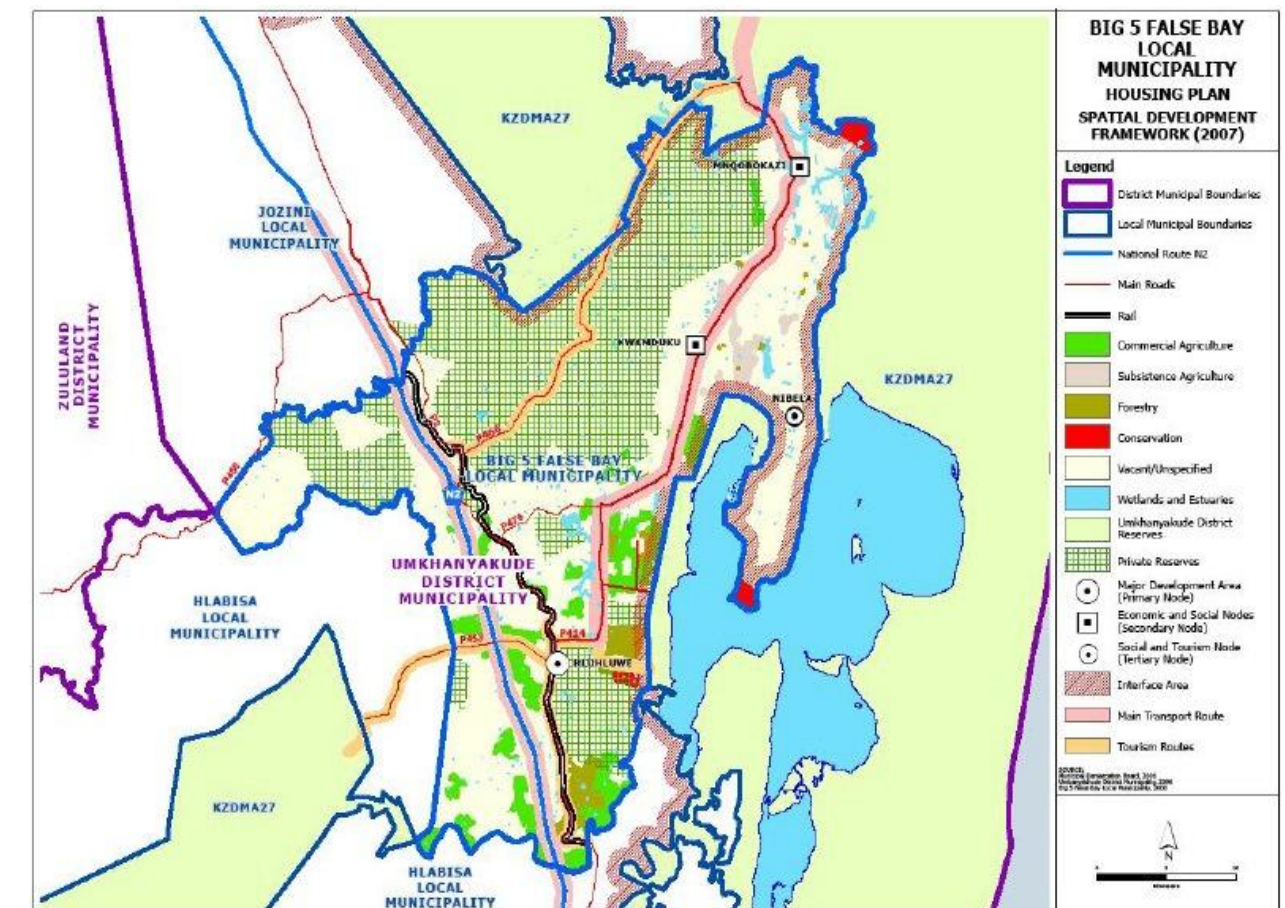 BIG 5 FALSE BAY
LOCAL
MUNICIPALITY
HOUSING PLAN
SPATIAL DEVELOPMENT
FRAMEWORK (2007)
Legend
District Municipal Boundaries
Local Municipal Boundaries
National Route N2
Main Roads
Rail
Commercial Agriculture
Subsistence Agriculture
Forestry
Conservation
Vacant/Unspecified
Wetlands and Estuaries
Umkhanyakude District
Reserves
Private Reserves
Major Development Area
(Primary Node)
Economic and Social Nodes
(Secondary Node)
Social and Tourism Node
(Tertiary Node)
Interface Area
Main Transport Route
Tourism Routes
N
KZDMA27
MNQOBOKAZI
JOZINI
LOCAL
MUNICIPALITY
ZULULAND
DISTRICT
MUNICIPALITY
KWAMDUKU
KZDMA27
NIBELA
BIG 5 FALSE BAY
LOCAL MUNICIPALITY
N2
UMKHANYAKUDE
DISTRICT
MUNICIPALITY
HLABISA
LOCAL
MUNICIPALITY
HLUHLUWE
KZDMA27
HLABISA
LOCAL
MUNICIPALITY